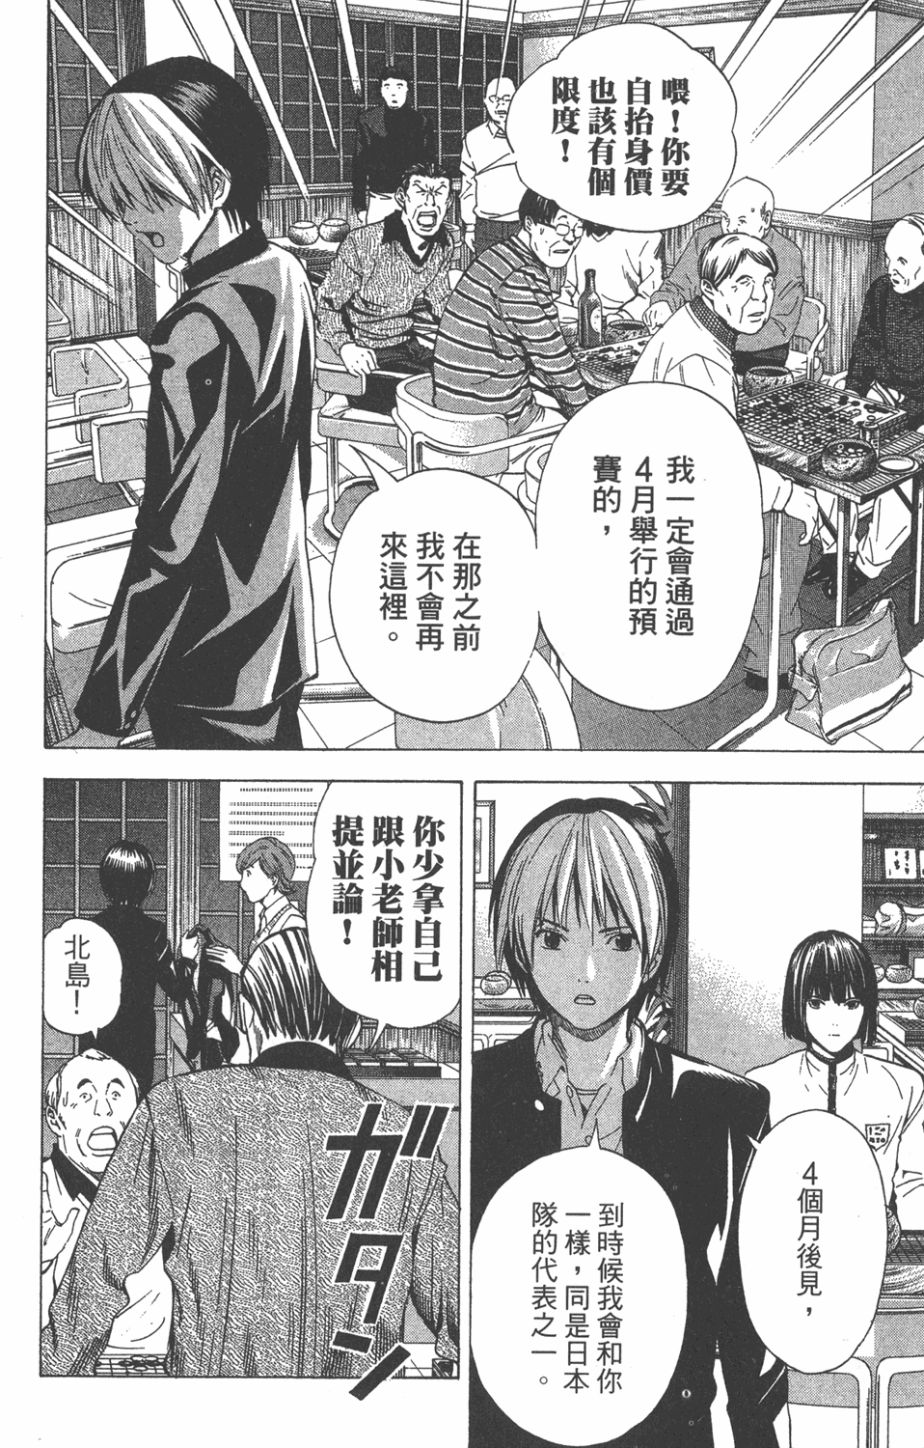 我一定會通過
4月舉行的預
賽的，
在那之前
我不會再
來這裡。
喂！你要
自抬身價
也該有個
限度！
4個月後見，
到時候我會和你
一樣，同是日本
隊的代表之一。
你少拿自己
跟小老師相
提並論！
北島！
ガタン